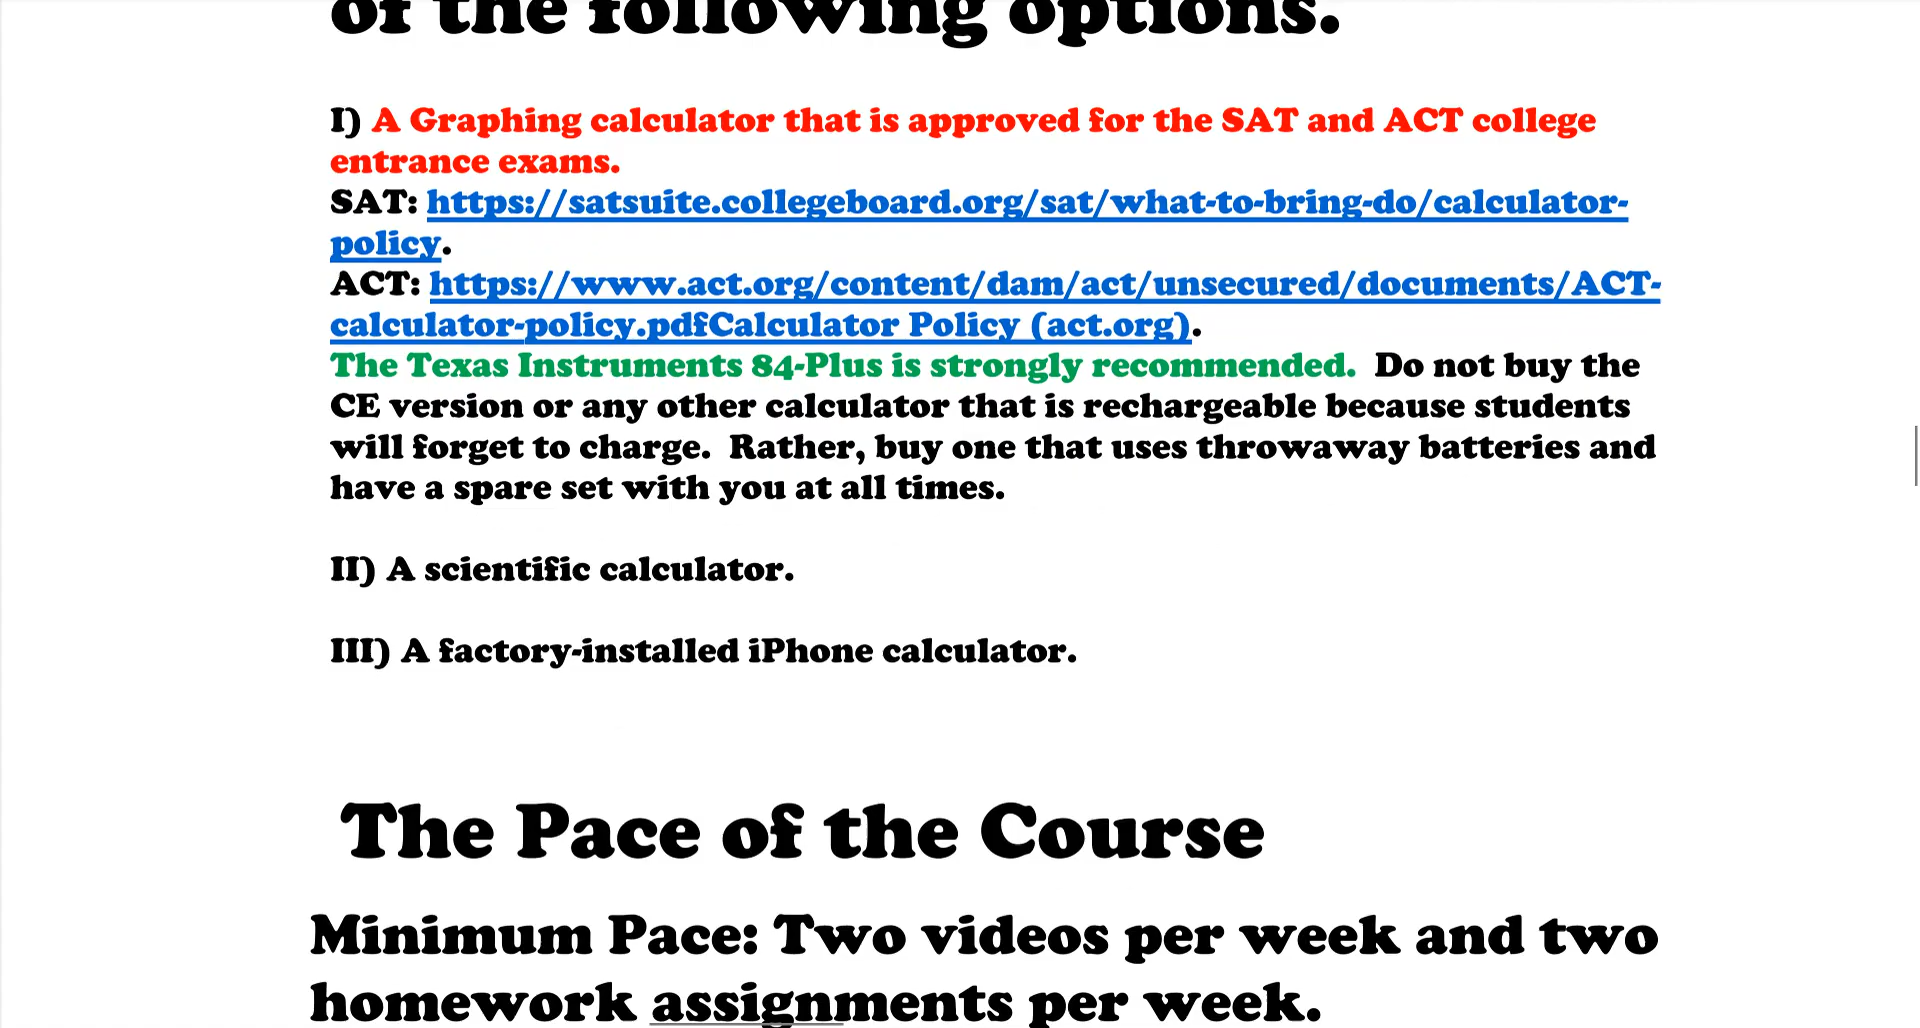 of the following options.
I) A Graphing calculator that is approved for the SAT and ACT college
entrance exams.
SAT: https://satsuite.collegeboard.org/sat/what-to-bring-do/calculator-
policy.
ACT: https://www.act.org/content/dam/act/unsecured/documents/ACT-
calculator-policy.pdfCalculator Policy (act.org).
The Texas Instruments 84-Plus is strongly recommended.  Do not buy the
CE version or any other calculator that is rechargeable because students
will forget to charge.  Rather, buy one that uses throwaway batteries and
have a spare set with you at all times.
II) A scientific calculator.
III) A factory-installed iPhone calculator.
The Pace of the Course
Minimum Pace: Two videos per week and two
homework assignments per week.